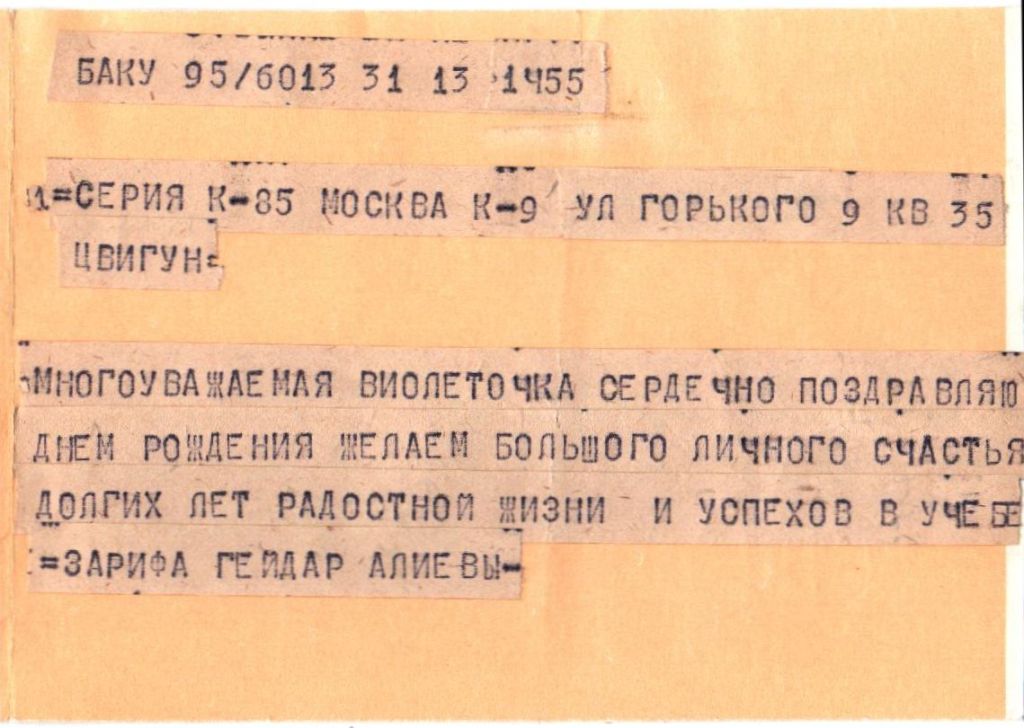 БАКУ 95/6013 31 13 1455
=СЕРИЯ К-85 МОСКВА К-9 УЛ ГОРЬКОГО 9 КВ 35
ЦВИГУН=
МНОГОУВАЖАЕМАЯ ВИОЛЕТОЧКА СЕРДЕЧНО ПОЗДРАВЛЯЮ
ДНЕМ РОЖДЕНИЯ ЖЕЛАЕМ БОЛЬШОГО ЛИЧНОГО СЧАСТЬЯ
ДОЛГИХ ЛЕТ РАДОСТНОЙ ЖИЗНИ И УСПЕХОВ В УЧЕБЕ
=ЗАРИФА ГЕЙДАР АЛИЕВЫ-